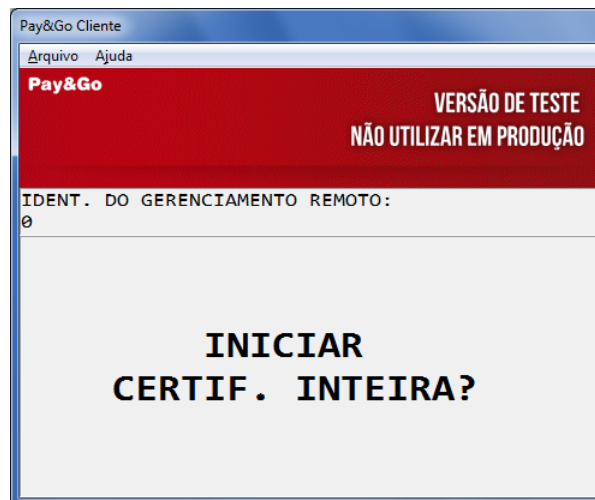 Pay&Go Cliente
Arquivo Ajuda
Pay&Go
VERSÃO DE TESTE
NÃO UTILIZAR EM PRODUÇÃO
IDENT. DO GERENCIAMENTO REMOTO:
0
INICIAR
CERTIF. INTEIRA?